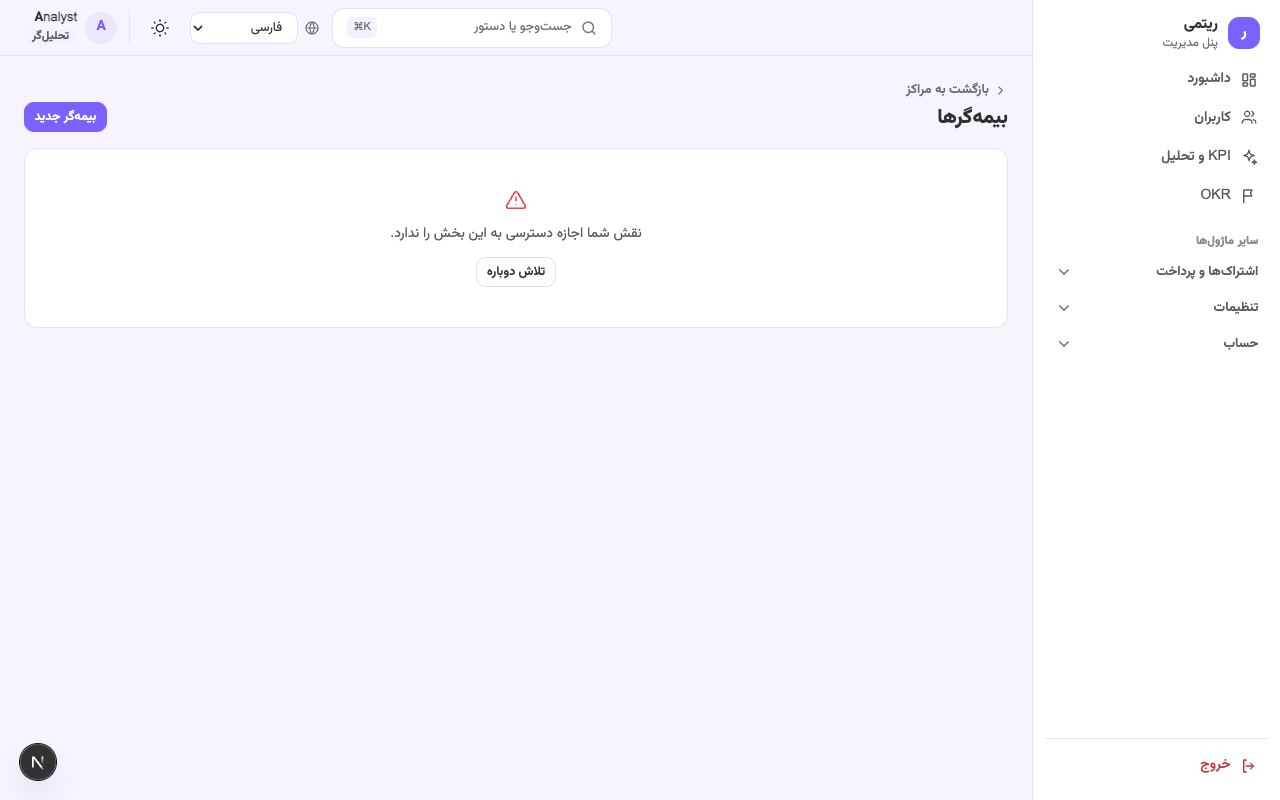 ر
ریتمی
پنل مدیریت
داشبورد
کاربران
KPI و تحلیل
OKR
سایر ماژول‌ها
اشتراک‌ها و پرداخت
تنظیمات
حساب
خروج
جست‌وجو یا دستور
⌘K
فارسی
A
Analyst
تحلیل‌گر
بازگشت به مراکز
بیمه‌گرها
بیمه‌گر جدید
نقش شما اجازه دسترسی به این بخش را ندارد.
تلاش دوباره
N